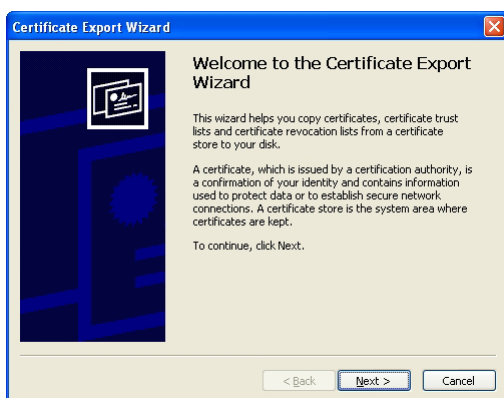 Certificate Export Wizard
Welcome to the Certificate Export
Wizard
This wizard helps you copy certificates, certificate trust
lists and certificate revocation lists from a certificate
store to your disk.
A certificate, which is issued by a certification authority, is
a confirmation of your identity and contains information
used to protect data or to establish secure network
connections. A certificate store is the system area where
certificates are kept.
To continue, click Next.
< Back Next > Cancel